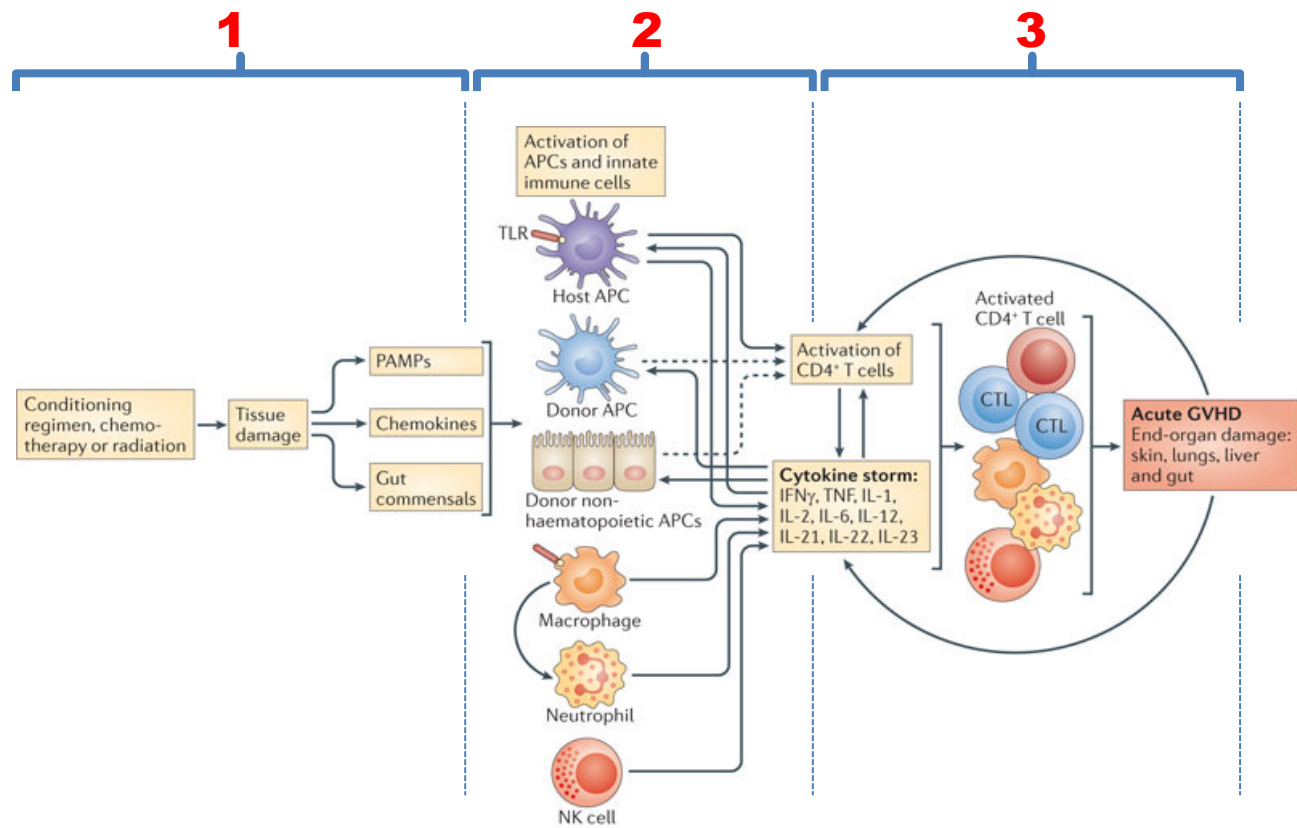 1
2
3
Activation of
APCs and innate
immune cells
TLR
Host APC
Donor APC
Donor non-
haematopoietic APCs
Macrophage
Neutrophil
NK cell
PAMPs
Chemokines
Gut
commensals
Conditioning
regimen, chemo-
therapy or radiation
Tissue
damage
Activation of
CD4⁺ T cells
Cytokine storm:
IFNγ, TNF, IL-1,
IL-2, IL-6, IL-12,
IL-21, IL-22, IL-23
Activated
CD4⁺ T cell
CTL
CTL
Acute GVHD
End-organ damage:
skin, lungs, liver
and gut